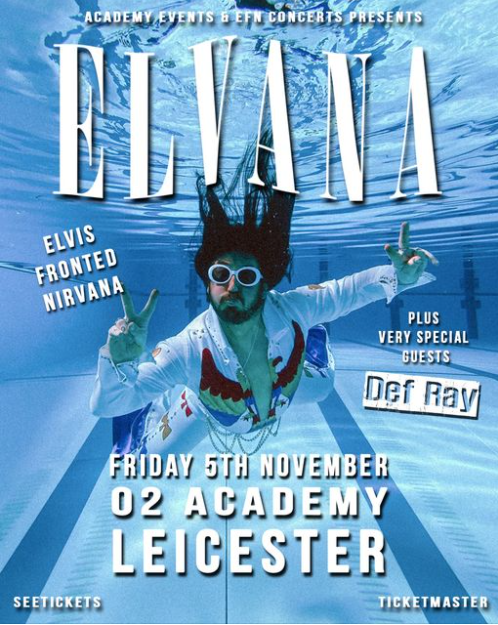 ACADEMY EVENTS & EFN CONCERTS PRESENTS
ELVANA
ELVIS
FRONTED
NIRVANA
PLUS
VERY SPECIAL
GUESTS
Def Ray
FRIDAY 5TH NOVEMBER
O2 ACADEMY
LEICESTER
SEETICKETS
TICKETMASTER